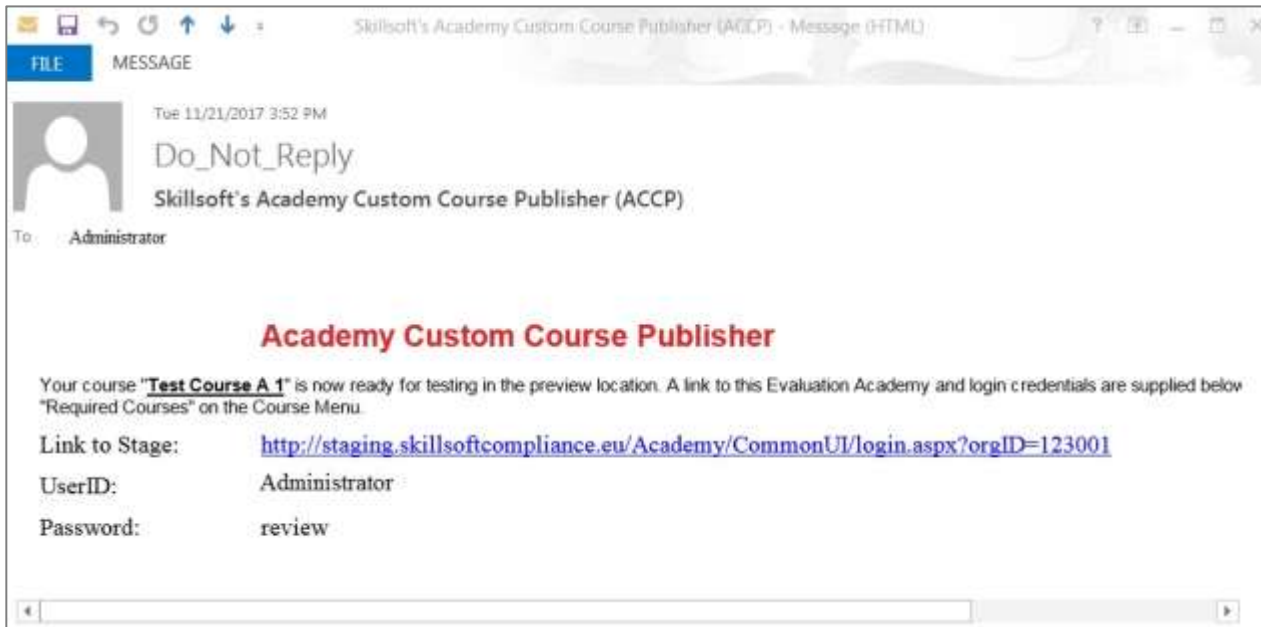 Skillsoft's Academy Custom Course Publisher (ACCP) - Message (HTML)
FILE MESSAGE
Tue 11/21/2017 3:52 PM
Do_Not_Reply
Skillsoft's Academy Custom Course Publisher (ACCP)
To Administrator
Academy Custom Course Publisher
Your course "Test Course A 1" is now ready for testing in the preview location. A link to this Evaluation Academy and login credentials are supplied below
"Required Courses" on the Course Menu.
Link to Stage: http://staging.skillsoftcompliance.eu/Academy/CommonUI/login.aspx?orgID=123001
UserID: Administrator
Password: review